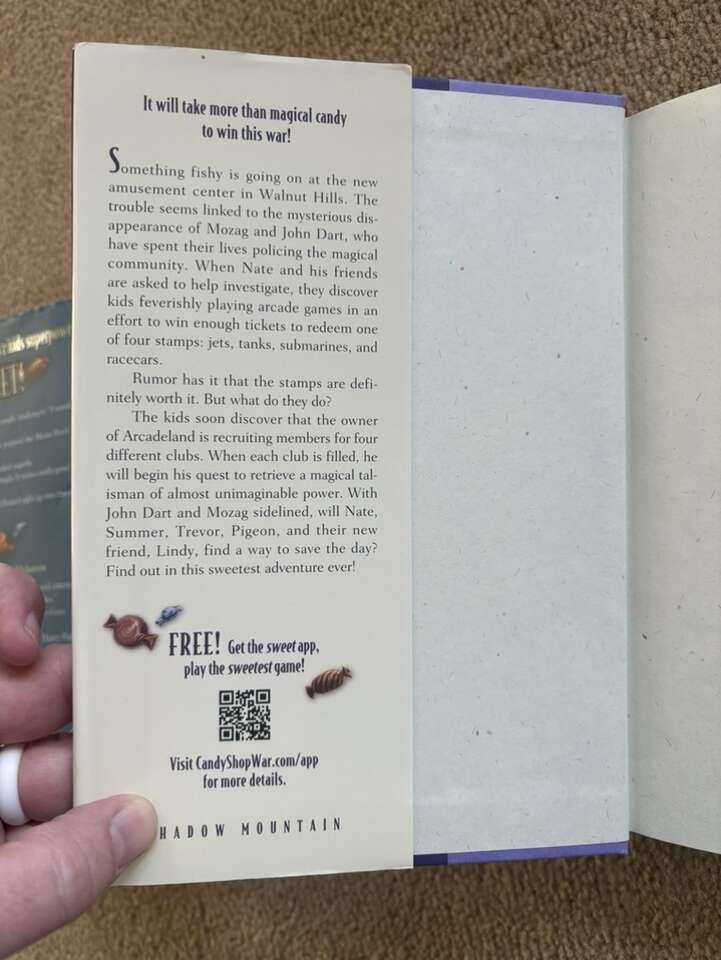 It will take more than magical candy
to win this war!
Something fishy is going on at the new
amusement center in Walnut Hills. The
trouble seems linked to the mysterious dis-
appearance of Mozag and John Dart, who
have spent their lives policing the magical
community. When Nate and his friends
are asked to help investigate, they discover
kids feverishly playing arcade games in an
effort to win enough tickets to redeem one
of four stamps: jets, tanks, submarines, and
racecars.
Rumor has it that the stamps are defi-
nitely worth it. But what do they do?
The kids soon discover that the owner
of Arcadeland is recruiting members for four
different clubs. When each club is filled, he
will begin his quest to retrieve a magical tal-
isman of almost unimaginable power. With
John Dart and Mozag sidelined, will Nate,
Summer, Trevor, Pigeon, and their new
friend, Lindy, find a way to save the day?
Find out in this sweetest adventure ever!
FREE! Get the sweet app,
play the sweetest game!
Visit CandyShopWar.com/app
for more details.
HADOW MOUNTAIN
kids superpow